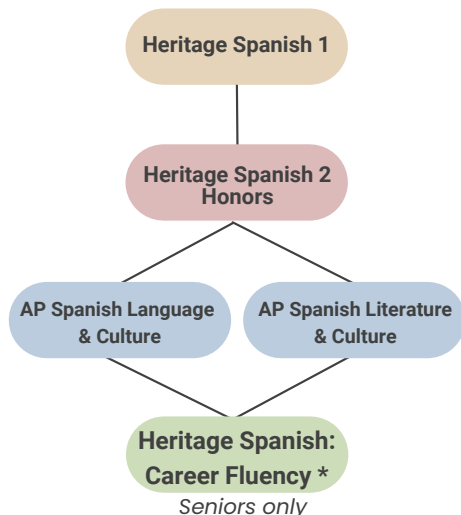 Heritage Spanish 1
Heritage Spanish 2
Honors
AP Spanish Language
& Culture
AP Spanish Literature
& Culture
Heritage Spanish:
Career Fluency *
Seniors only